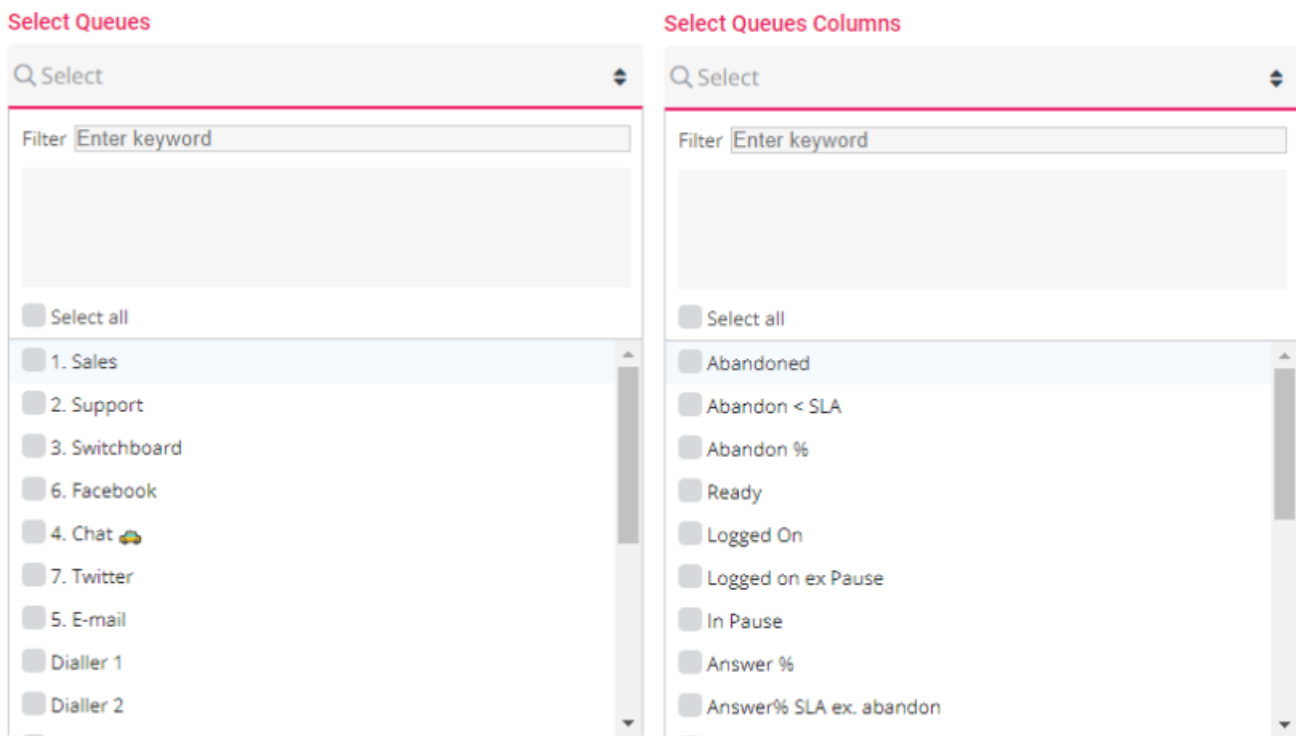 Select Queues
Select
Filter Enter keyword
Select all
1. Sales
2. Support
3. Switchboard
6. Facebook
4. Chat 🚕
7. Twitter
5. E-mail
Dialler 1
Dialler 2
Select Queues Columns
Select
Filter Enter keyword
Select all
Abandoned
Abandon < SLA
Abandon %
Ready
Logged On
Logged on ex Pause
In Pause
Answer %
Answer% SLA ex. abandon